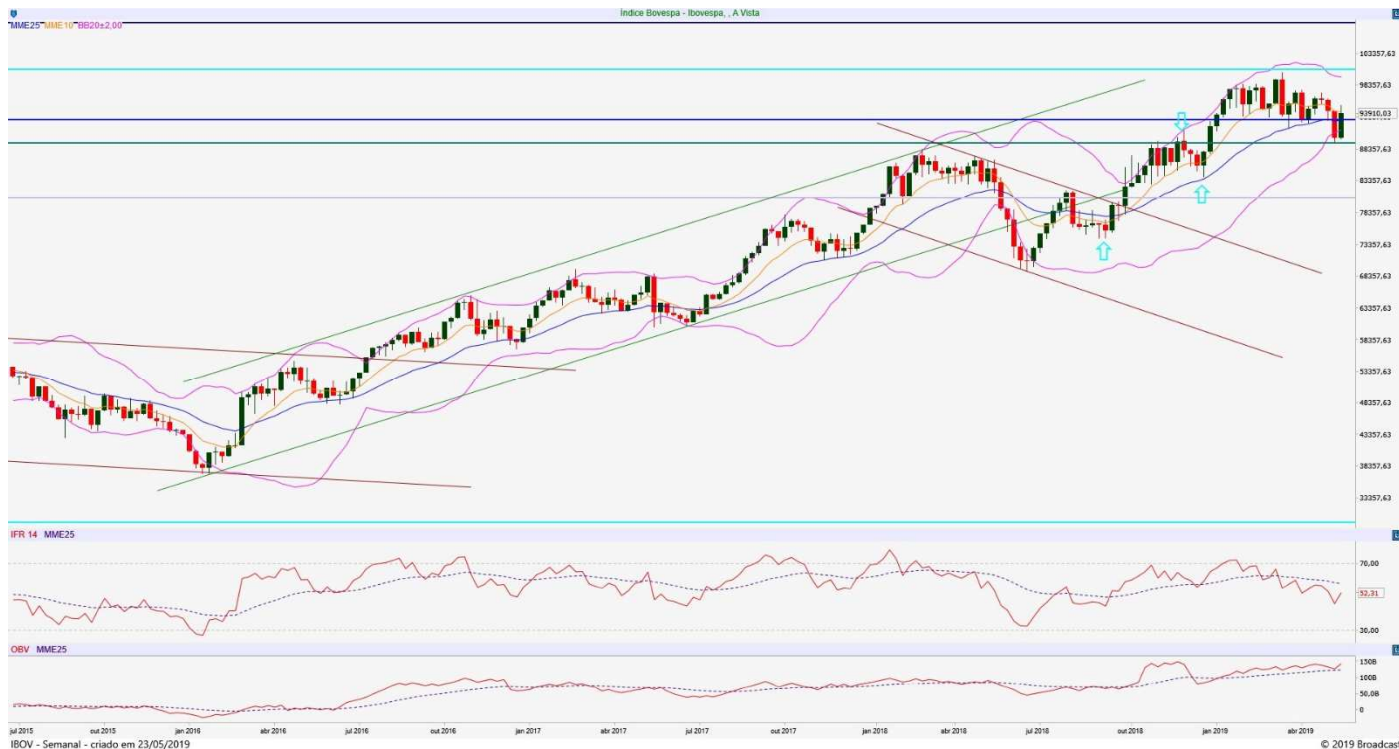 Índice Bovespa - Ibovespa, , A Vista
MME25 MME10 BB20±2,00
103357,63
98357,63
93910,03
88357,63
83357,63
78357,63
73357,63
68357,63
63357,63
58357,63
53357,63
48357,63
43357,63
38357,63
33357,63
IFR 14 MME25
70,00
52,31
30,00
OBV MME25
150B
100B
50,0B
0
jul 2015 out 2015 jan 2016 abr 2016 jul 2016 out 2016 jan 2017 abr 2017 jul 2017 out 2017 jan 2018 abr 2018 jul 2018 out 2018 jan 2019 abr 2019
IBOV - Semanal - criado em 23/05/2019 © 2019 Broadcast